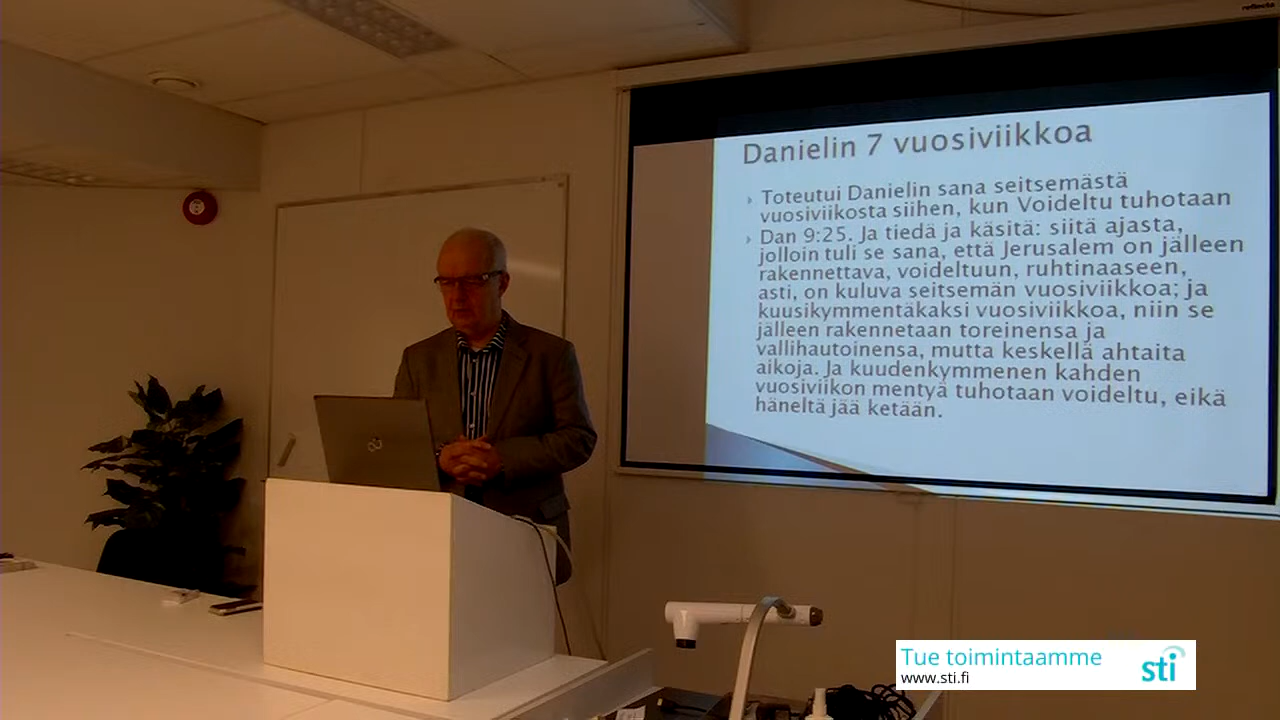 reflecta
Danielin 7 vuosiviikkoa
Toteutui Danielin sana seitsemästä
vuosiviikosta siihen, kun Voideltu tuhotaan
Dan 9:25. Ja tiedä ja käsitä: siitä ajasta,
jolloin tuli se sana, että Jerusalem on jälleen
rakennettava, voideltuun, ruhtinaaseen,
asti, on kuluva seitsemän vuosiviikkoa; ja
kuusikymmentäkaksi vuosiviikkoa, niin se
jälleen rakennetaan toreinensa ja
vallihautoinensa, mutta keskellä ahtaita
aikoja. Ja kuudenkymmenen kahden
vuosiviikon mentyä tuhotaan voideltu, eikä
häneltä jää ketään.
Tue toimintaamme
www.sti.fi
sti